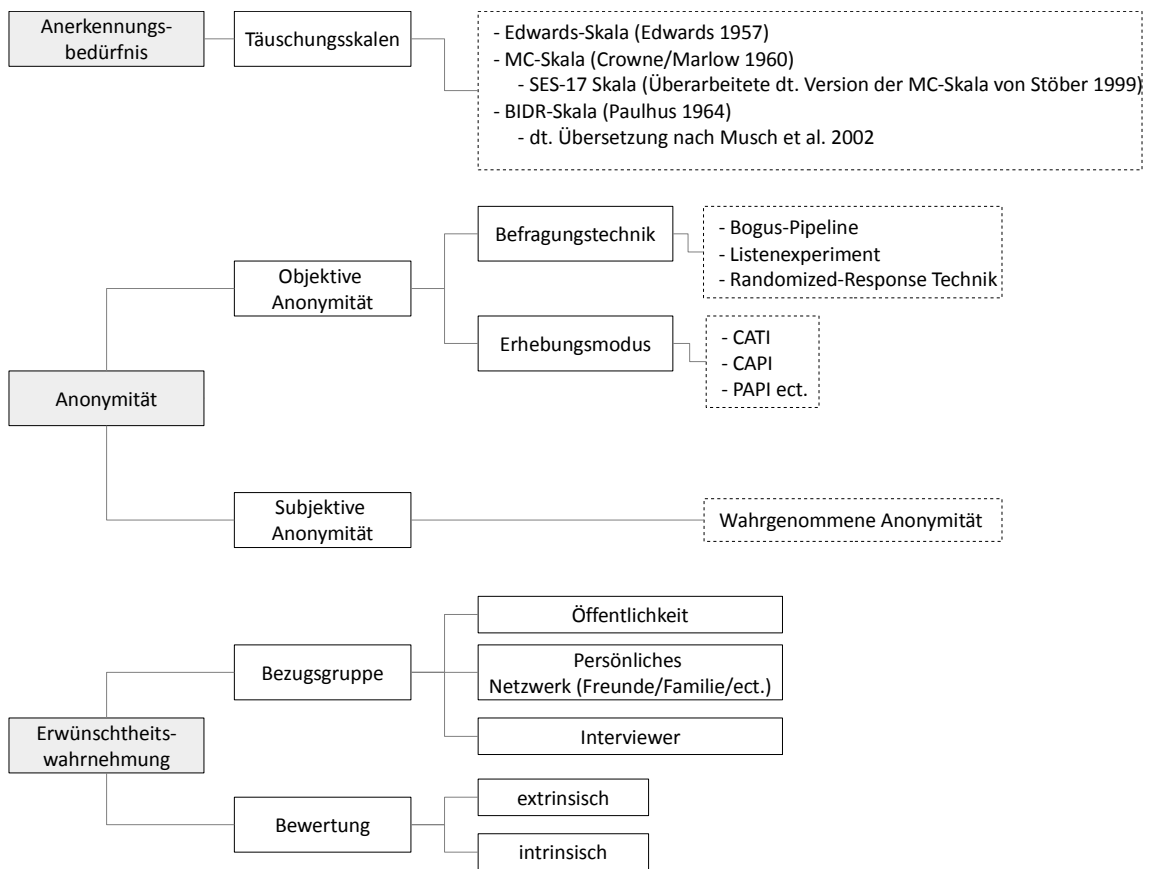 Anerkennungs-
bedürfnis
Täuschungsskalen
- Edwards-Skala (Edwards 1957)
- MC-Skala (Crowne/Marlow 1960)
- SES-17 Skala (Überarbeitete dt. Version der MC-Skala von Stöber 1999)
- BIDR-Skala (Paulhus 1964)
- dt. Übersetzung nach Musch et al. 2002
Anonymität
Objektive
Anonymität
Befragungstechnik
- Bogus-Pipeline
- Listenexperiment
- Randomized-Response Technik
Erhebungsmodus
- CATI
- CAPI
- PAPI ect.
Subjektive
Anonymität
Wahrgenommene Anonymität
Erwünschtheits-
wahrnehmung
Bezugsgruppe
Öffentlichkeit
Persönliches
Netzwerk (Freunde/Familie/ect.)
Interviewer
Bewertung
extrinsisch
intrinsisch